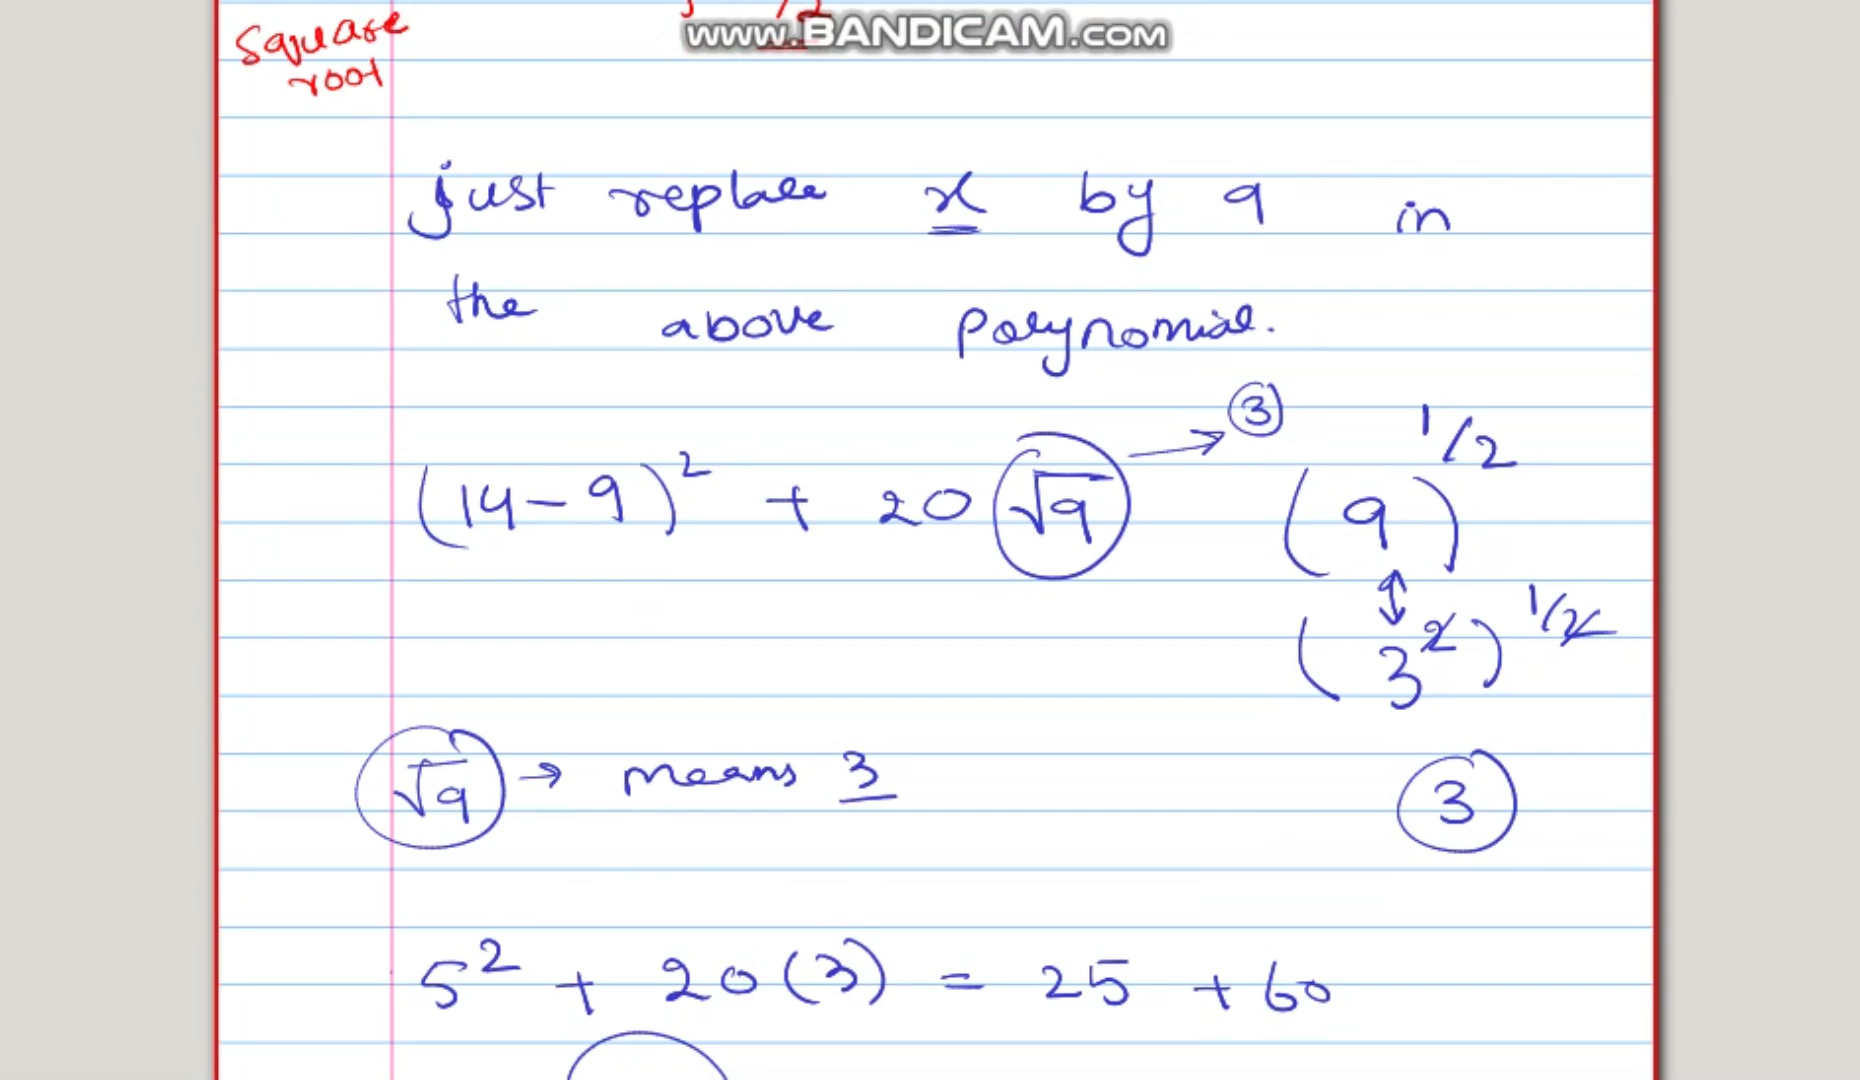 www.BANDICAM.com
Square
root
just replace x by 9 in
the above polynomial.
(14-9)² + 20 √9 → 3
(9)^1/2
(3²)^1/2
√9 → means 3
3
5² + 20(3) = 25 + 60